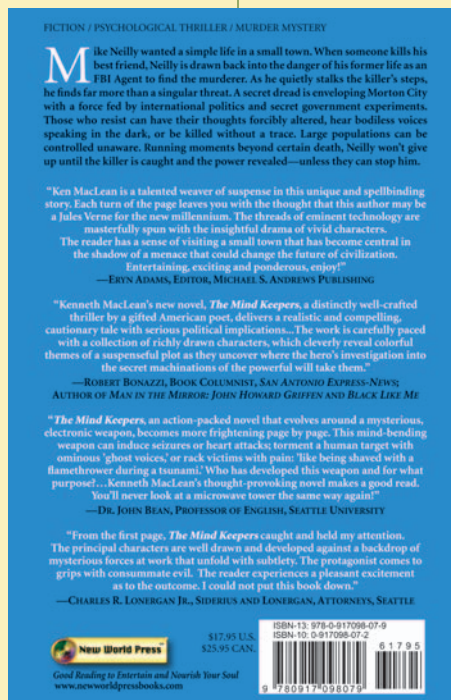 FICTION / PSYCHOLOGICAL THRILLER / MURDER MYSTERY
Mike Neilly wanted a simple life in a small town. When someone kills his
best friend, Neilly is drawn back into the danger of his former life as an
FBI Agent to find the murderer. As he quietly stalks the killer's steps,
he finds far more than a singular threat. A secret dread is enveloping Morton City
with a force fed by international politics and secret government experiments.
Those who resist can have their thoughts forcibly altered, hear bodiless voices
speaking in the dark, or be killed without a trace. Large populations can be
controlled unaware. Running moments beyond certain death, Neilly won't give
up until the killer is caught and the power revealed—unless they can stop him.
"Ken MacLean is a talented weaver of suspense in this unique and spellbinding
story. Each turn of the page leaves you with the thought that this author may be
a Jules Verne for the new millennium. The threads of eminent technology are
masterfully spun with the insightful drama of vivid characters.
The reader has a sense of visiting a small town that has become central in
the shadow of a menace that could change the future of civilization.
Entertaining, exciting and ponderous, enjoy!"
—ERYN ADAMS, EDITOR, MICHAEL S. ANDREWS PUBLISHING
"Kenneth MacLean's new novel, The Mind Keepers, a distinctly well-crafted
thriller by a gifted American poet, delivers a realistic and compelling,
cautionary tale with serious political implications...The work is carefully paced
with a collection of richly drawn characters, which cleverly reveal colorful
themes of a suspenseful plot as they uncover where the hero's investigation into
the secret machinations of the powerful will take them."
—ROBERT BONAZZI, BOOK COLUMNIST, SAN ANTONIO EXPRESS-NEWS;
AUTHOR OF MAN IN THE MIRROR: JOHN HOWARD GRIFFEN AND BLACK LIKE ME
"The Mind Keepers, an action-packed novel that evolves around a mysterious,
electronic weapon, becomes more frightening page by page. This mind-bending
weapon can induce seizures or heart attacks; torment a human target with
ominous 'ghost voices,' or rack victims with pain: 'like being shaved with a
flamethrower during a tsunami.' Who has developed this weapon and for what
purpose?…Kenneth MacLean's thought-provoking novel makes a good read.
You'll never look at a microwave tower the same way again!"
—DR. JOHN BEAN, PROFESSOR OF ENGLISH, SEATTLE UNIVERSITY
"From the first page, The Mind Keepers caught and held my attention.
The principal characters are well drawn and developed against a backdrop of
mysterious forces at work that unfold with subtlety. The protagonist comes to
grips with consummate evil. The reader experiences a pleasant excitement
as to the outcome. I could not put this book down."
—CHARLES R. LONERGAN JR., SIDERIUS AND LONERGAN, ATTORNEYS, SEATTLE
$17.95 U.S.
$25.95 CAN.
New World Press
Good Reading to Entertain and Nourish Your Soul
www.newworldpressbooks.com
ISBN-13: 978-0-917098-07-9
ISBN-10: 0-917098-07-2
61795
9 780917 098079